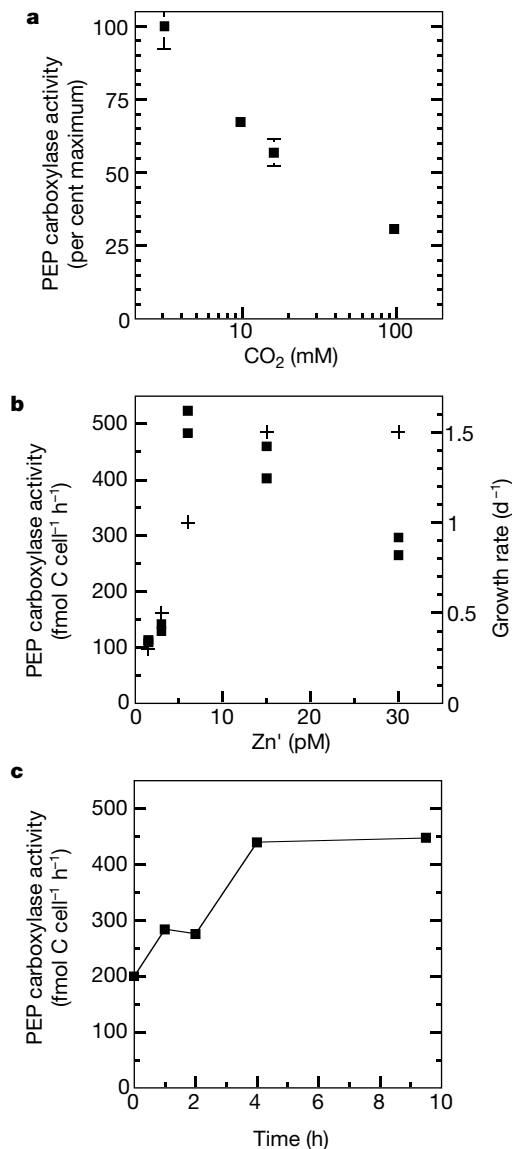 a
100
75
50
25
0
PEP carboxylase activity
(per cent maximum)
10
100
CO₂ (mM)
b
500
400
300
200
100
0
PEP carboxylase activity
(fmol C cell⁻¹ h⁻¹)
1.5
1
0.5
0
Growth rate (d⁻¹)
0
10
20
30
Zn' (pM)
c
500
400
300
200
100
0
PEP carboxylase activity
(fmol C cell⁻¹ h⁻¹)
0
2
4
6
8
10
Time (h)